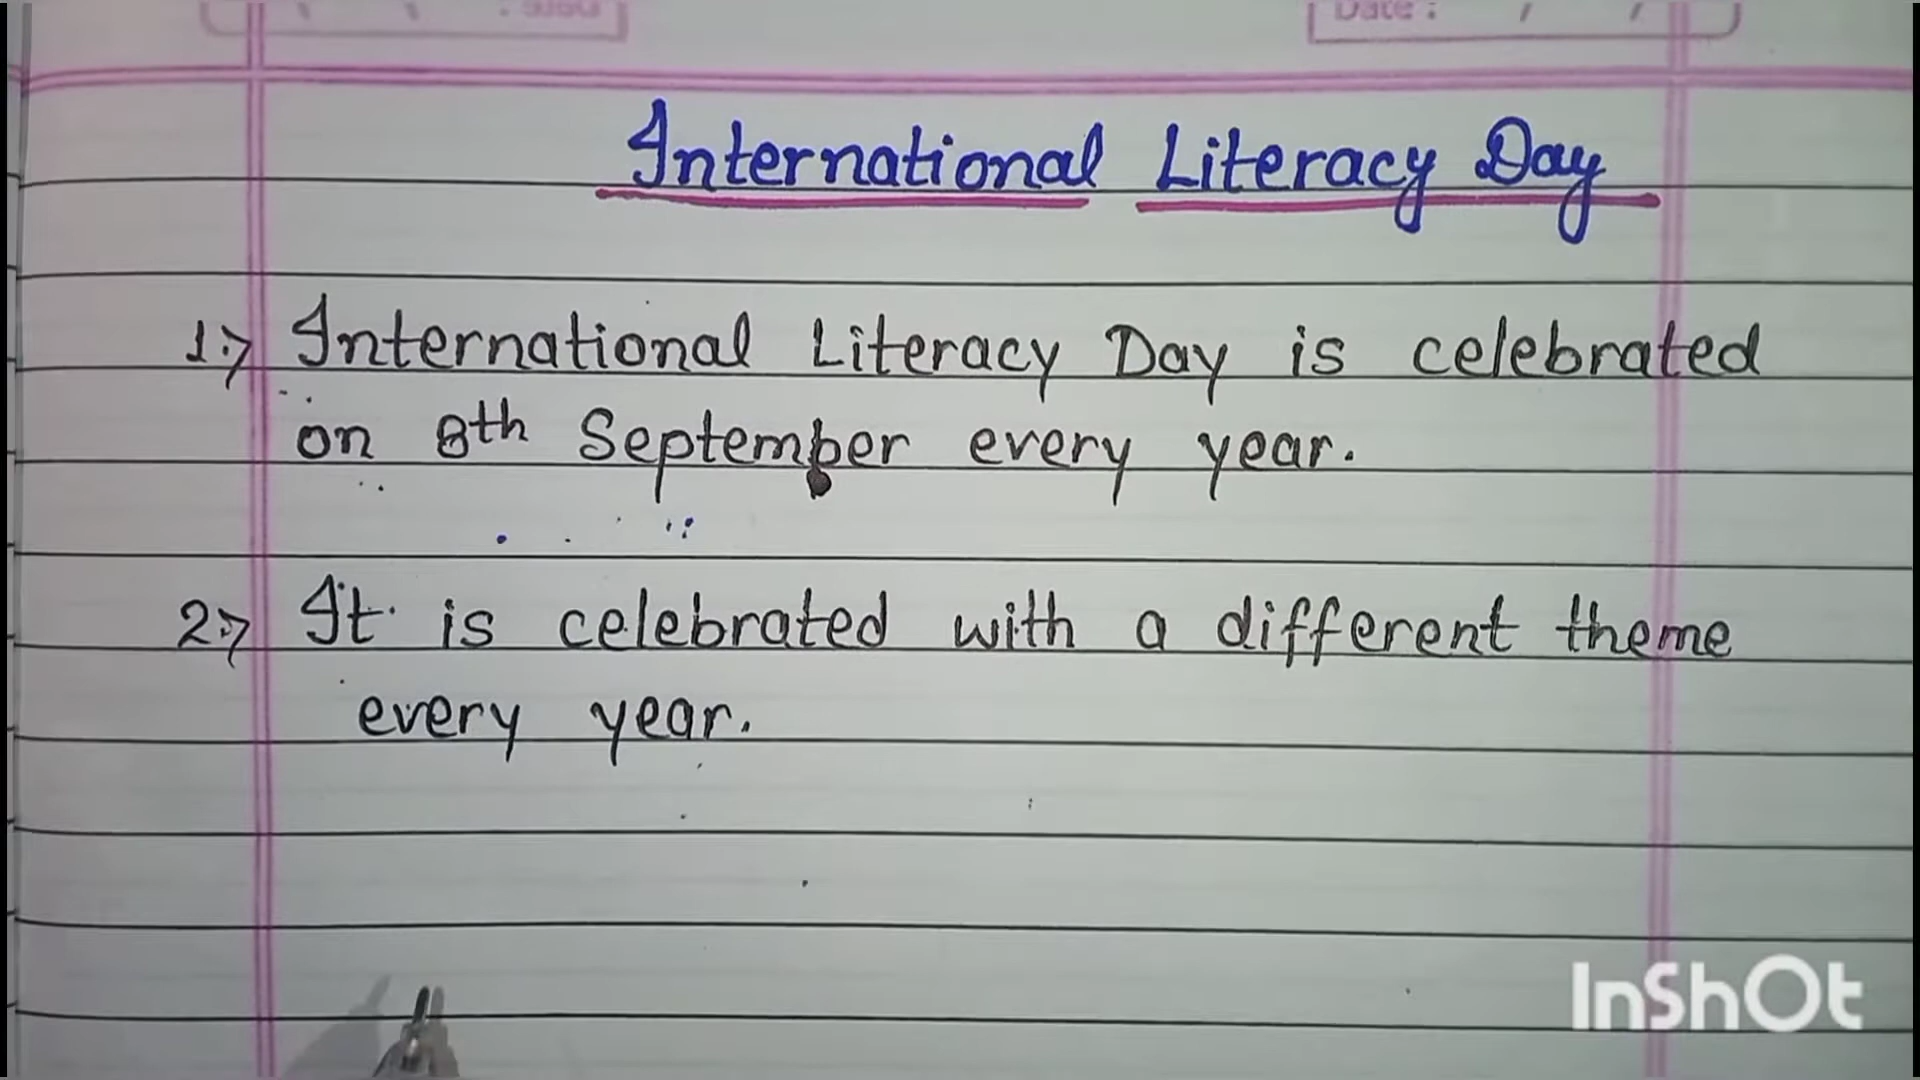 Date : / /
International Literacy Day
1.) International Literacy Day is celebrated
on 8th September every year.
2.) It is celebrated with a different theme
every year.
InShOt